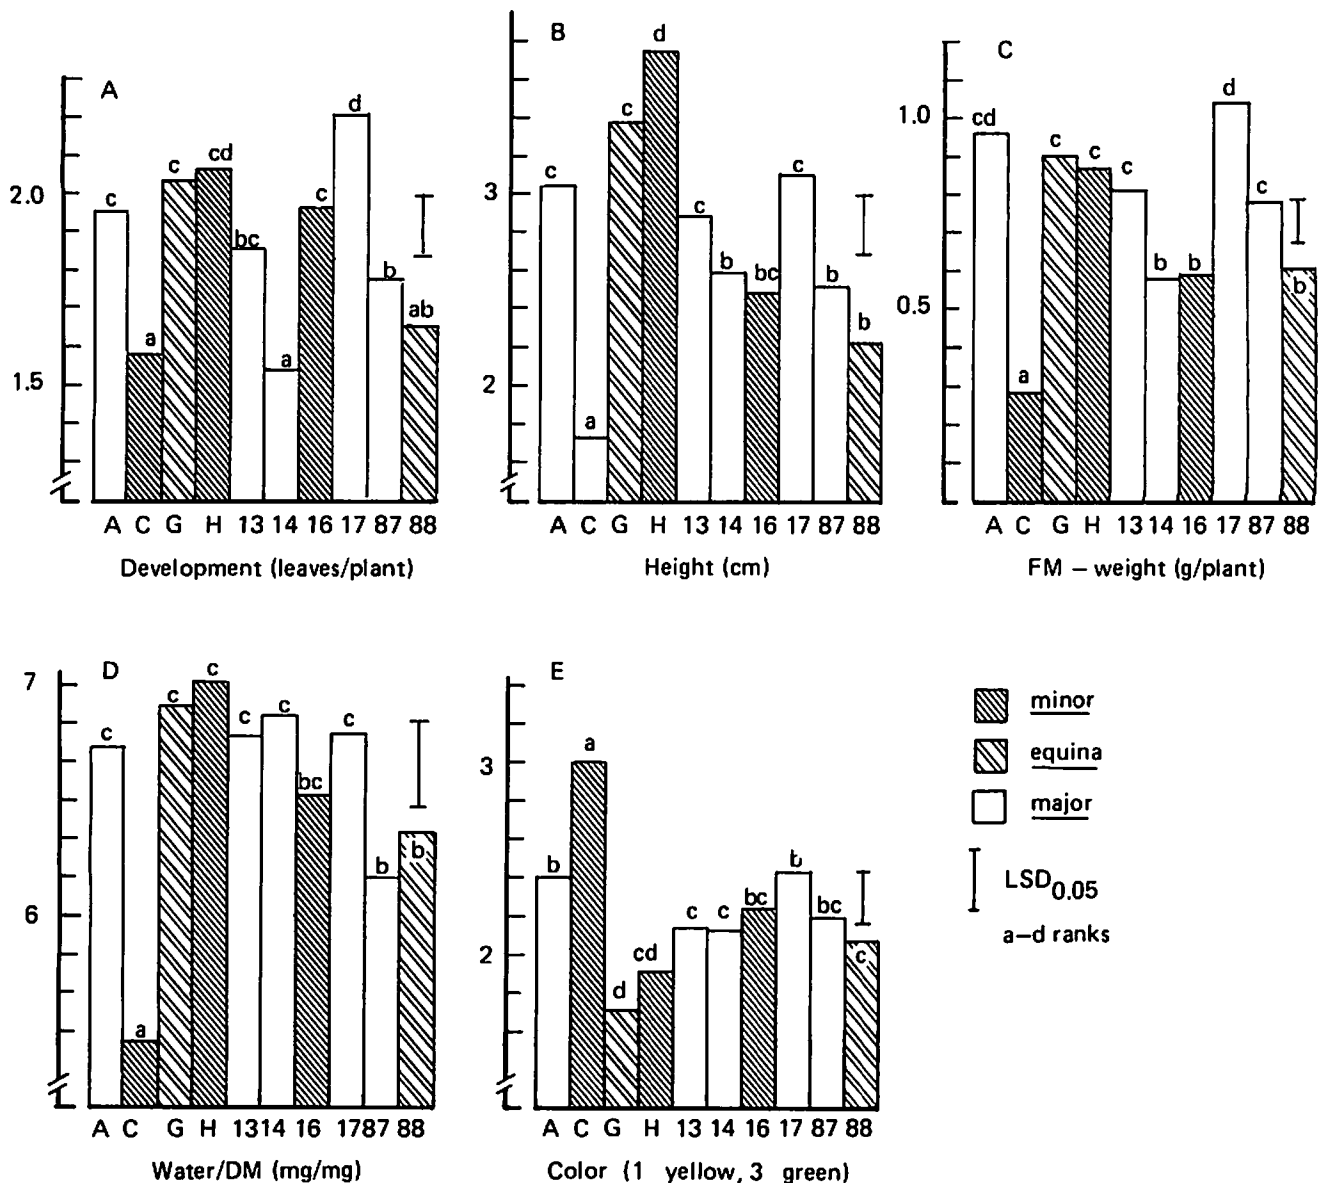 A
2.0
1.5
c a c cd bc a c d b ab
A C G H 13 14 16 17 87 88
Development (leaves/plant)
B
3
2
c a c d c b bc c b b
A C G H 13 14 16 17 87 88
Height (cm)
C
1.0
0.5
cd a c c c b b d c b
A C G H 13 14 16 17 87 88
FM – weight (g/plant)
D
7
6
c a c c c c bc c b b
A C G H 13 14 16 17 87 88
Water/DM (mg/mg)
E
3
2
b a d cd c c bc b bc c
A C G H 13 14 16 17 87 88
Color (1 yellow, 3 green)
minor
equina
major
LSD0.05
a–d ranks